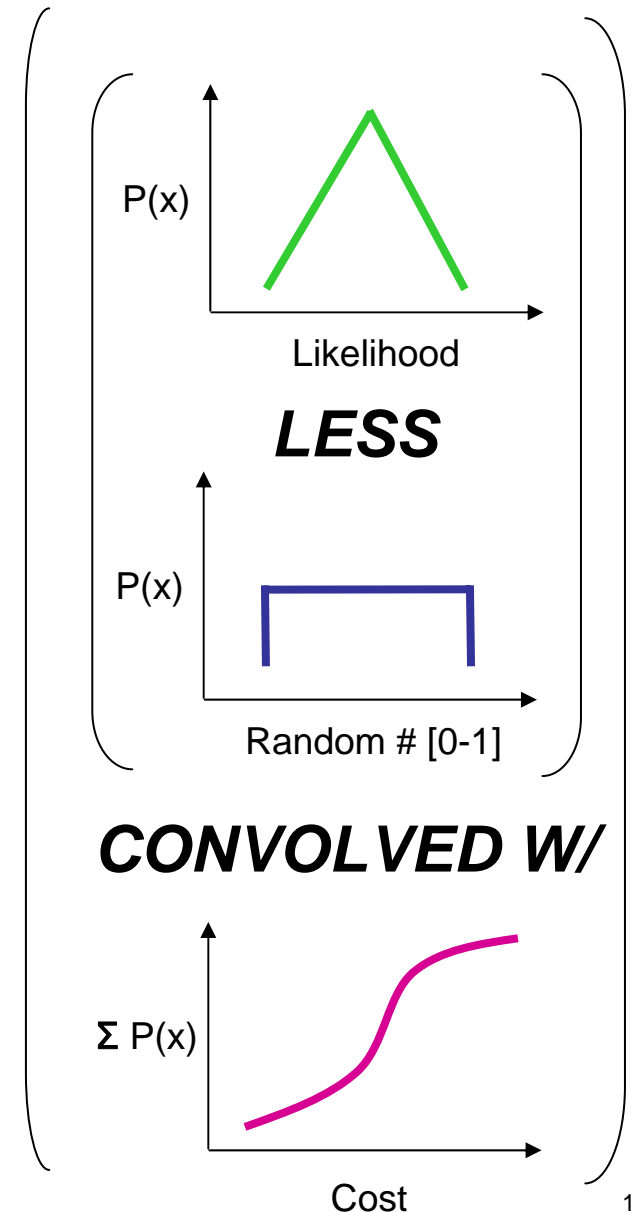 P(x)
Likelihood
LESS
P(x)
Random # [0-1]
CONVOLVED W/
Σ P(x)
Cost
1